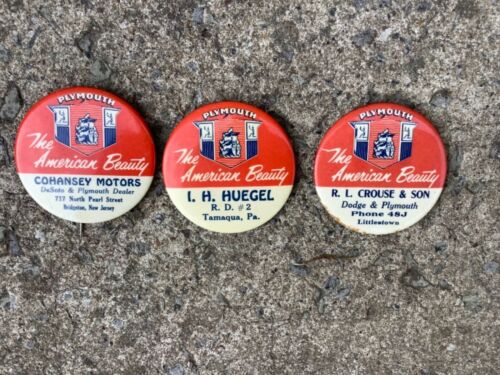 PLYMOUTH
The
American Beauty
COHANSEY MOTORS
DeSoto & Plymouth Dealer
737 North Pearl Street
Bridgeton, New Jersey
PLYMOUTH
The
American Beauty
I. H. HUEGEL
R. D. #2
Tamaqua, Pa.
PLYMOUTH
The
American Beauty
R. L. CROUSE & SON
Dodge & Plymouth
Phone 48J
Littlestown